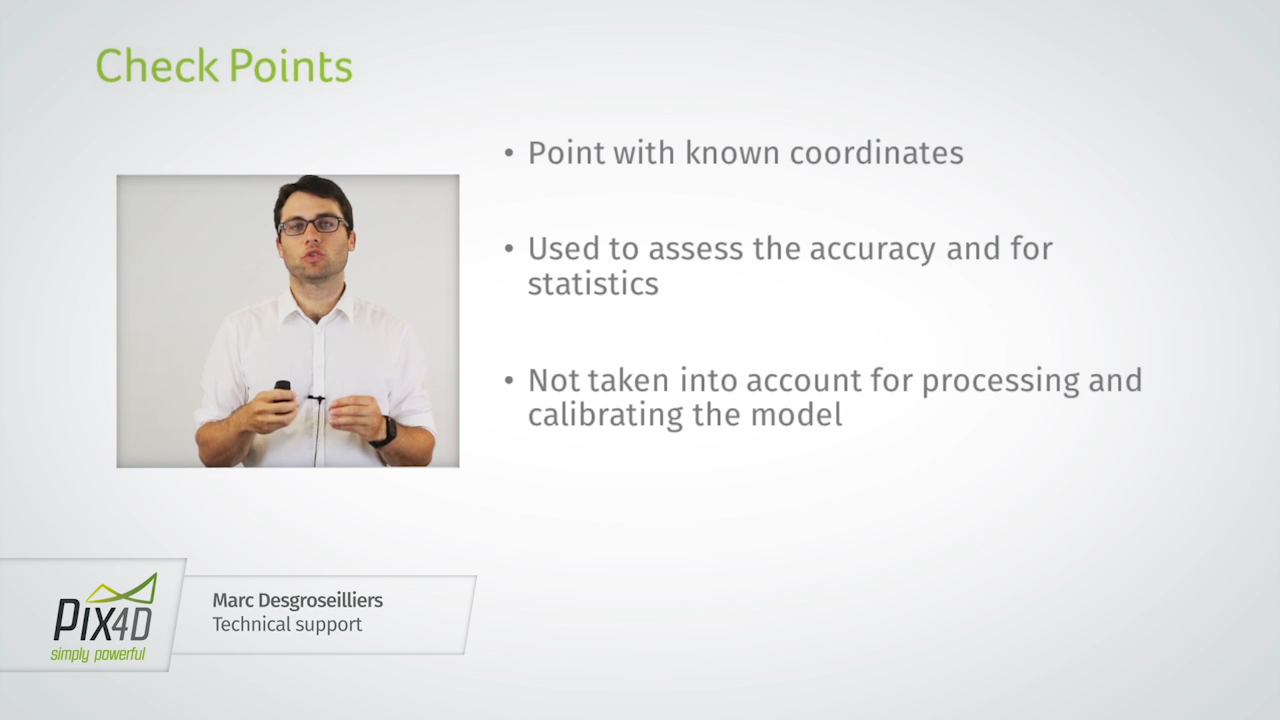 Check Points
• Point with known coordinates
• Used to assess the accuracy and for
statistics
• Not taken into account for processing and
calibrating the model
PIX4D
simply powerful
Marc Desgroseilliers
Technical support